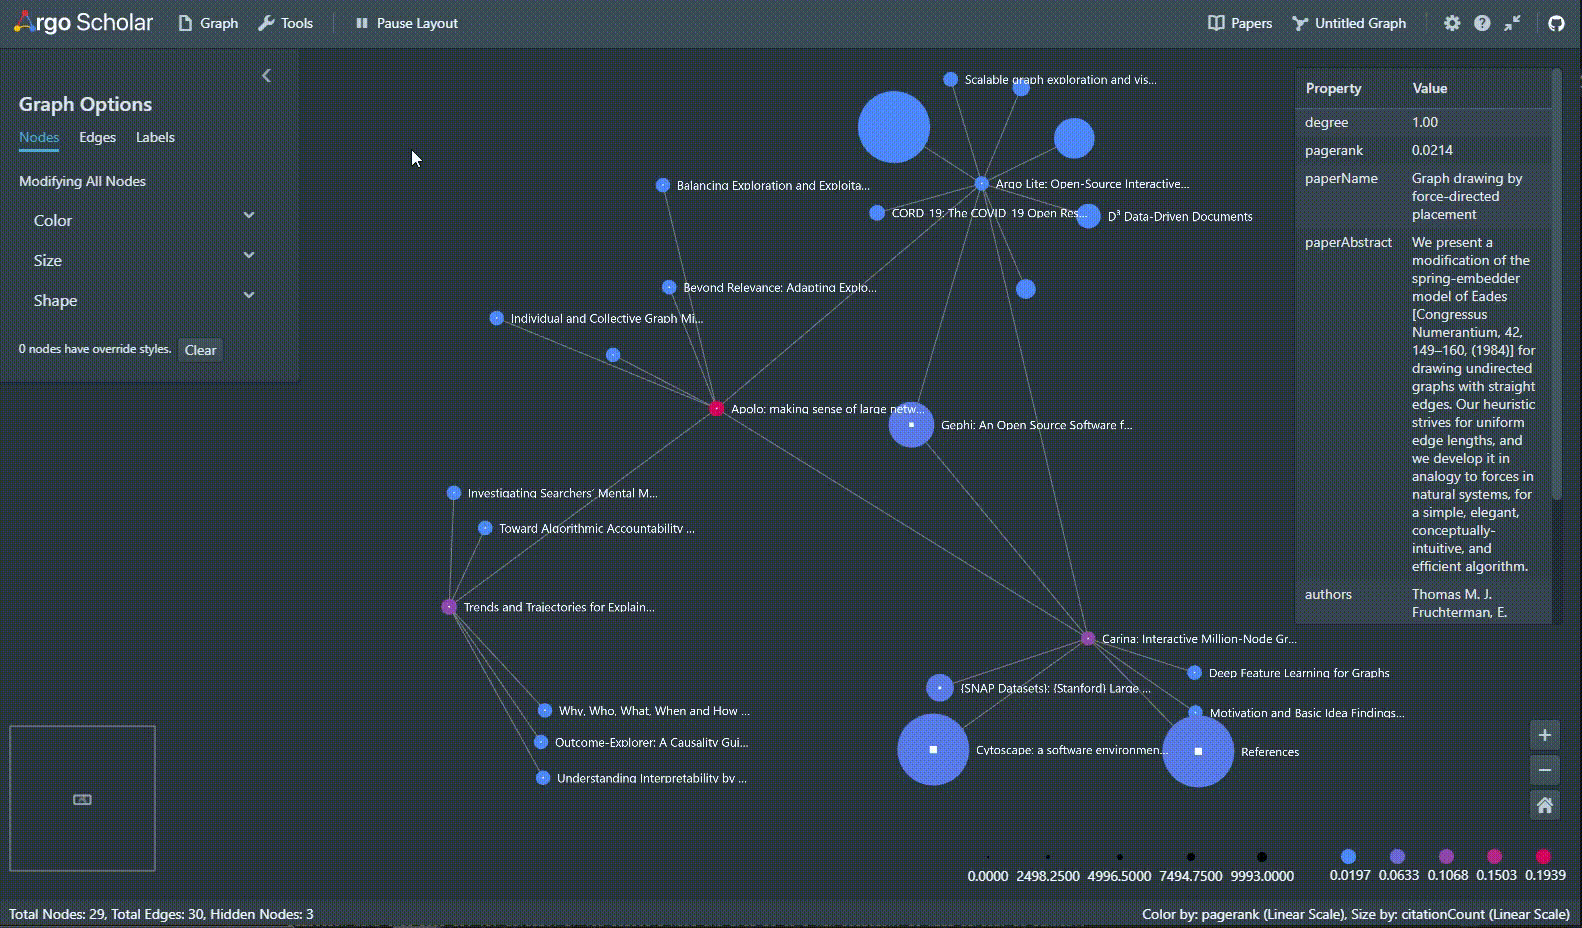 Argo Scholar
Graph
Tools
Pause Layout
Papers
Untitled Graph
Graph Options
Nodes
Edges
Labels
Modifying All Nodes
Color
Size
Shape
0 nodes have override styles.
Clear
Scalable graph exploration and vis...
Argo Lite: Open-Source Interactive...
Balancing Exploration and Exploita...
CORD-19: The COVID-19 Open Res...
D³ Data-Driven Documents
Beyond Relevance: Adapting Explo...
Individual and Collective Graph Mi...
Apolo: making sense of large netw...
Gephi: An Open Source Software f...
Investigating Searchers' Mental M...
Toward Algorithmic Accountability ...
Trends and Trajectories for Explain...
Carina: Interactive Million-Node Gr...
Deep Feature Learning for Graphs
{SNAP Datasets}: {Stanford} Large ...
Why, Who, What, When and How ...
Motivation and Basic Idea Findings...
Outcome-Explorer: A Causality Gui...
Cytoscape: a software environmen...
References
Understanding Interpretability by ...
Property Value
degree 1.00
pagerank 0.0214
paperName Graph drawing by
force-directed
placement
paperAbstract We present a
modification of the
spring-embedder
model of Eades
[Congressus
Numerantium, 42,
149–160, (1984)] for
drawing undirected
graphs with straight
edges. Our heuristic
strives for uniform
edge lengths, and
we develop it in
analogy to forces in
natural systems, for
a simple, elegant,
conceptually-
intuitive, and
efficient algorithm.
authors Thomas M. J.
Fruchterman, E.
0.0000 2498.2500 4996.5000 7494.7500 9993.0000
0.0197 0.0633 0.1068 0.1503 0.1939
Total Nodes: 29, Total Edges: 30, Hidden Nodes: 3
Color by: pagerank (Linear Scale), Size by: citationCount (Linear Scale)